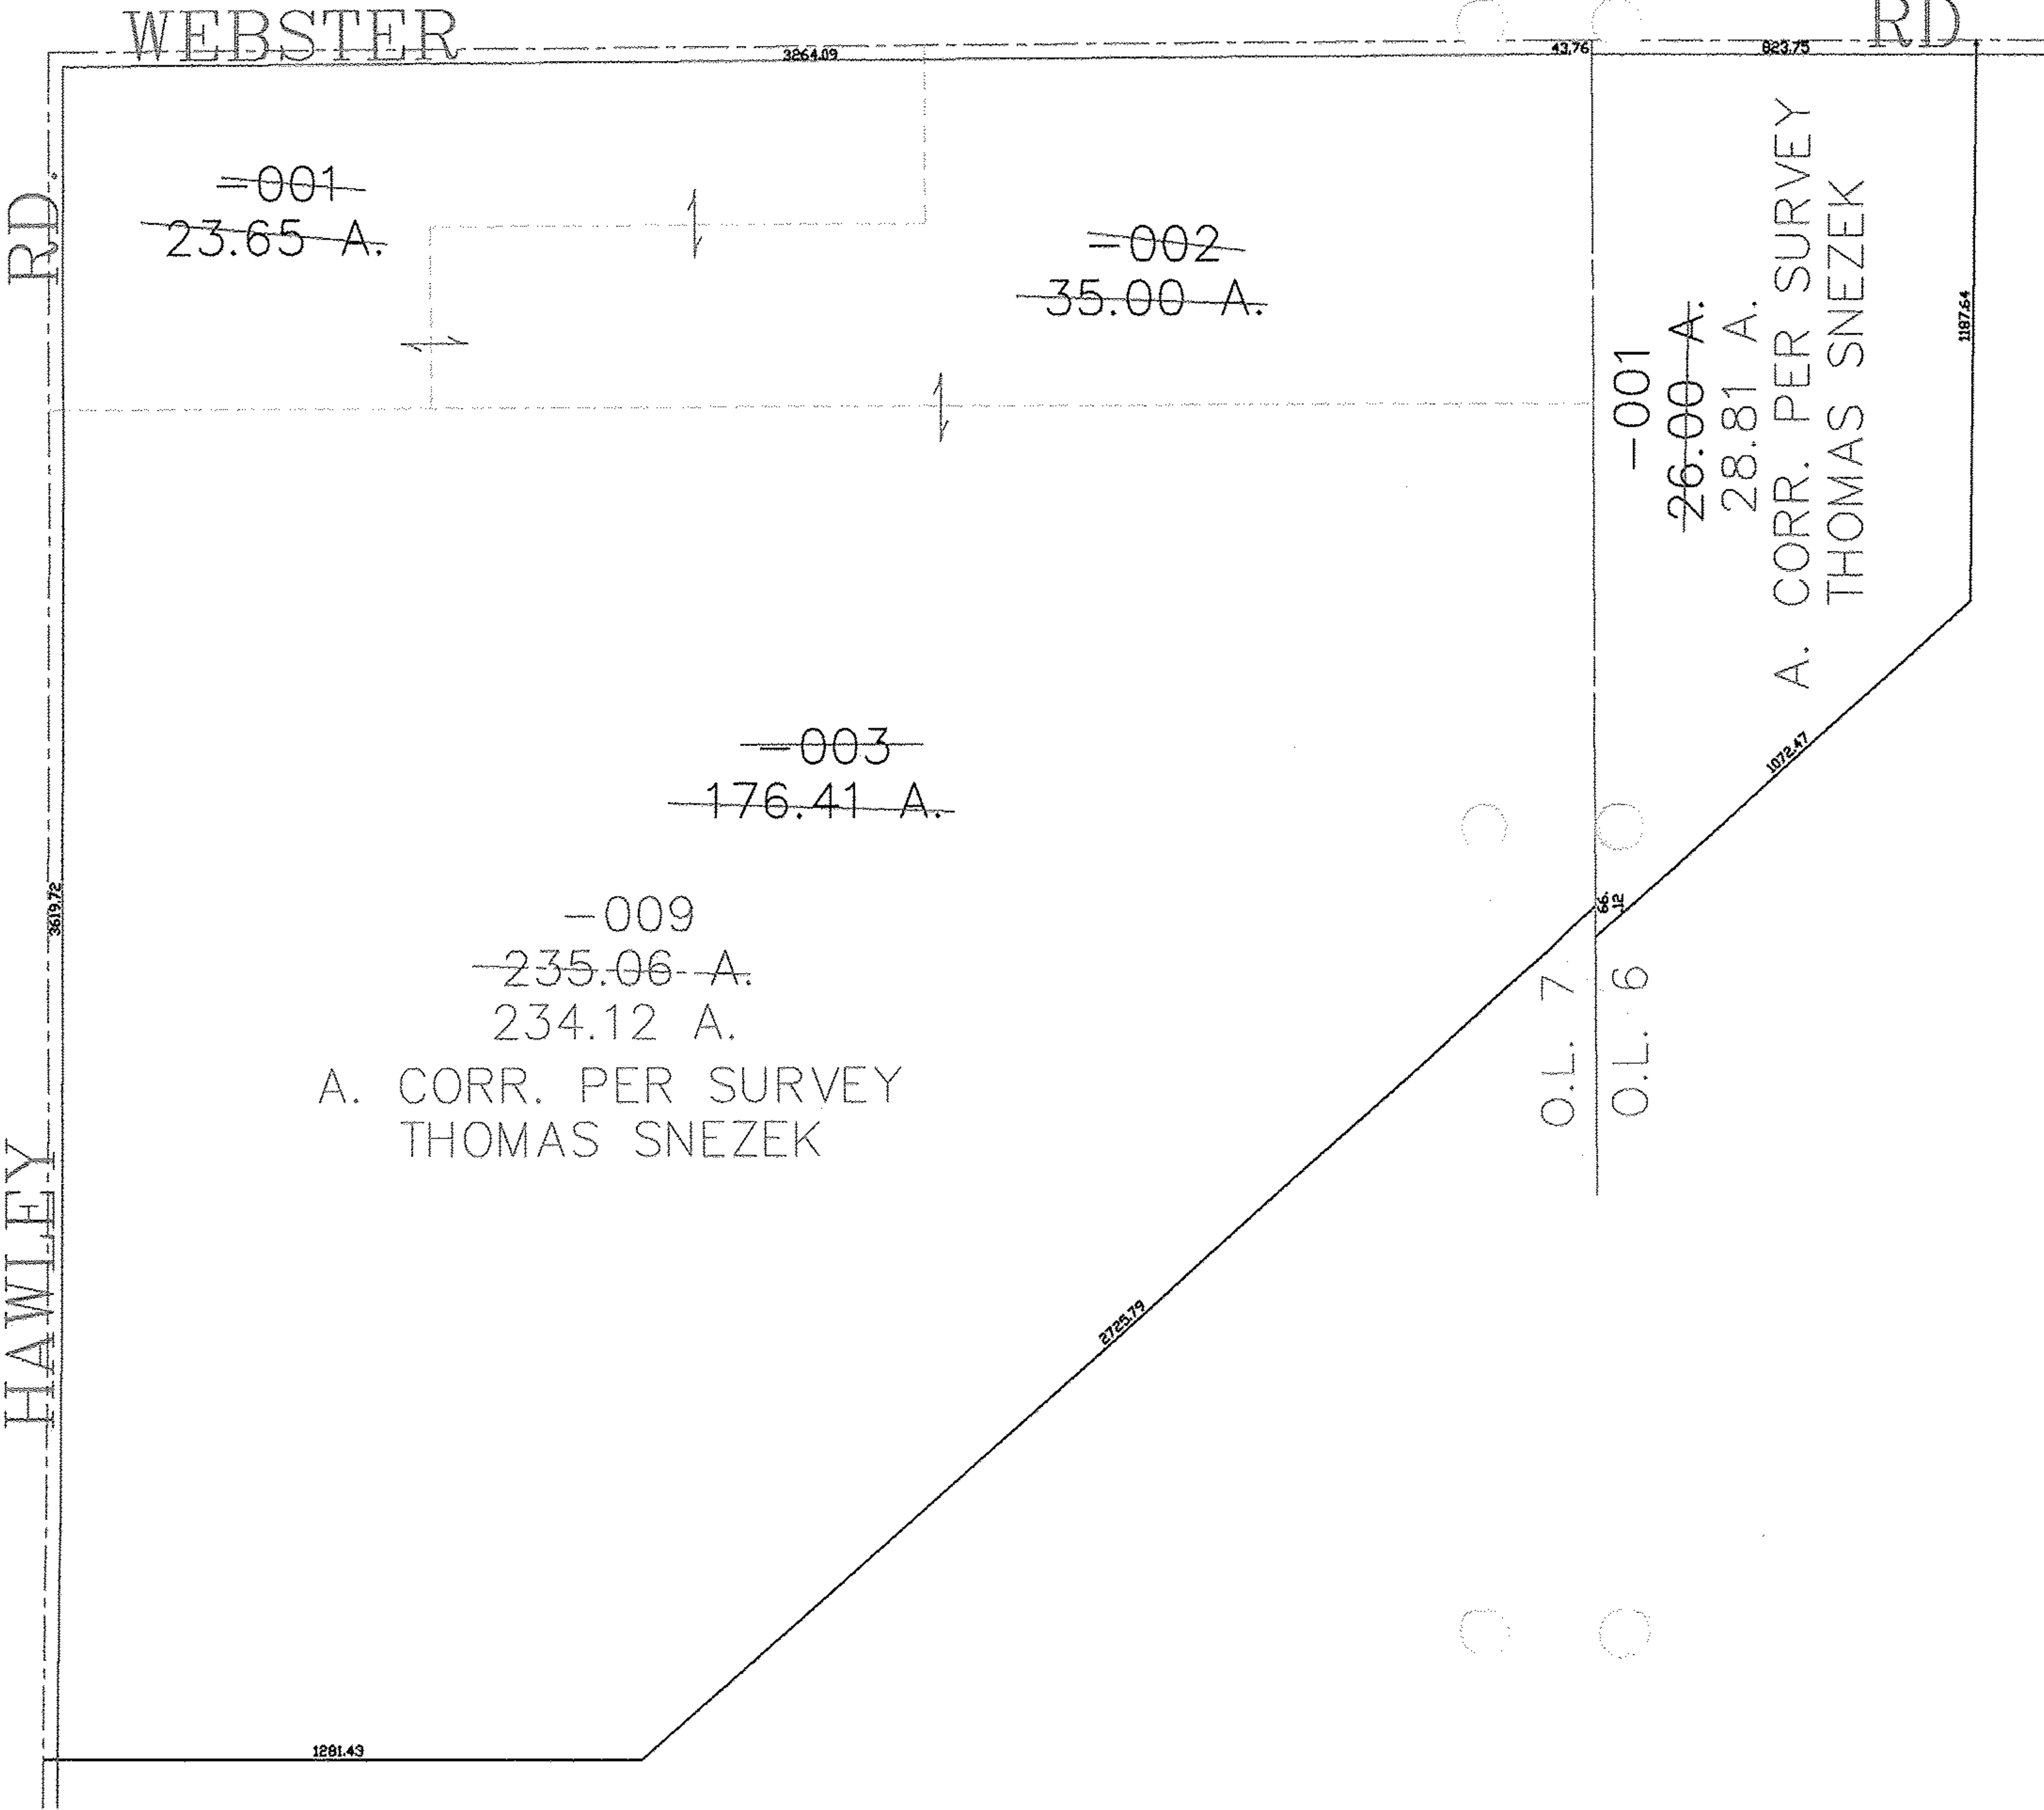 WEBSTER RD
3264.09
43.76
823.75
HAWLEY RD.
3619.72
-001
23.65 A.
-002
35.00 A.
-003
176.41 A.
-009
235.06 A.
234.12 A.
A. CORR. PER SURVEY
THOMAS SNEZEK
-001
26.00 A.
28.81 A.
A. CORR. PER SURVEY
THOMAS SNEZEK
1187.64
1072.47
66.
12
O.L. 7
O.L. 6
2725.79
1281.43